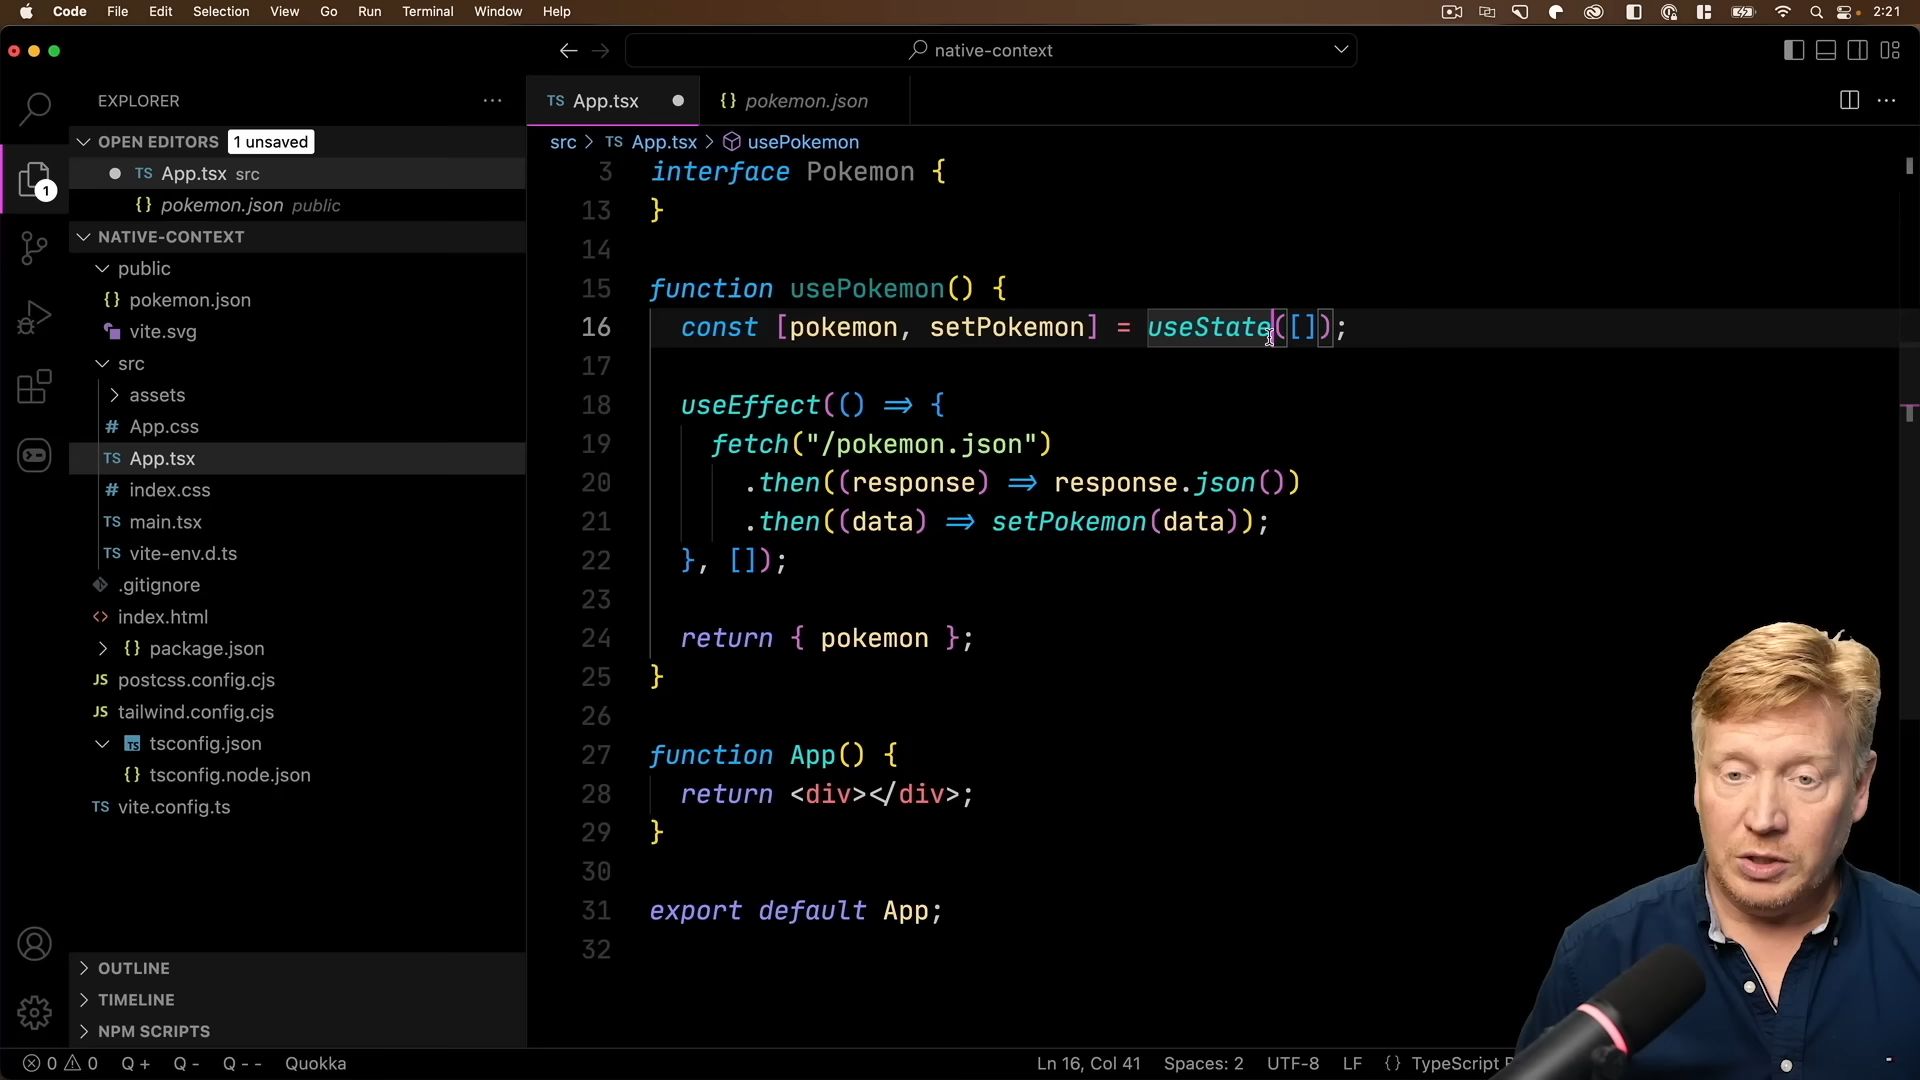 Code File Edit Selection View Go Run Terminal Window Help 2:21
native-context
EXPLORER ...
OPEN EDITORS 1 unsaved
TS App.tsx src
{} pokemon.json public
NATIVE-CONTEXT
public
{} pokemon.json
vite.svg
src
assets
# App.css
TS App.tsx
# index.css
TS main.tsx
TS vite-env.d.ts
.gitignore
<> index.html
{} package.json
JS postcss.config.cjs
JS tailwind.config.cjs
TS tsconfig.json
{} tsconfig.node.json
TS vite.config.ts
OUTLINE
TIMELINE
NPM SCRIPTS
1
TS App.tsx
{} pokemon.json
src > TS App.tsx > usePokemon
3 interface Pokemon {
13 }
14
15 function usePokemon() {
16 const [pokemon, setPokemon] = useState([]);
17
18 useEffect(() => {
19 fetch("/pokemon.json")
20 .then((response) => response.json())
21 .then((data) => setPokemon(data));
22 }, []);
23
24 return { pokemon };
25 }
26
27 function App() {
28 return <div></div>;
29 }
30
31 export default App;
32
0 0 Q + Q - Q - - Quokka
Ln 16, Col 41 Spaces: 2 UTF-8 LF {} TypeScript